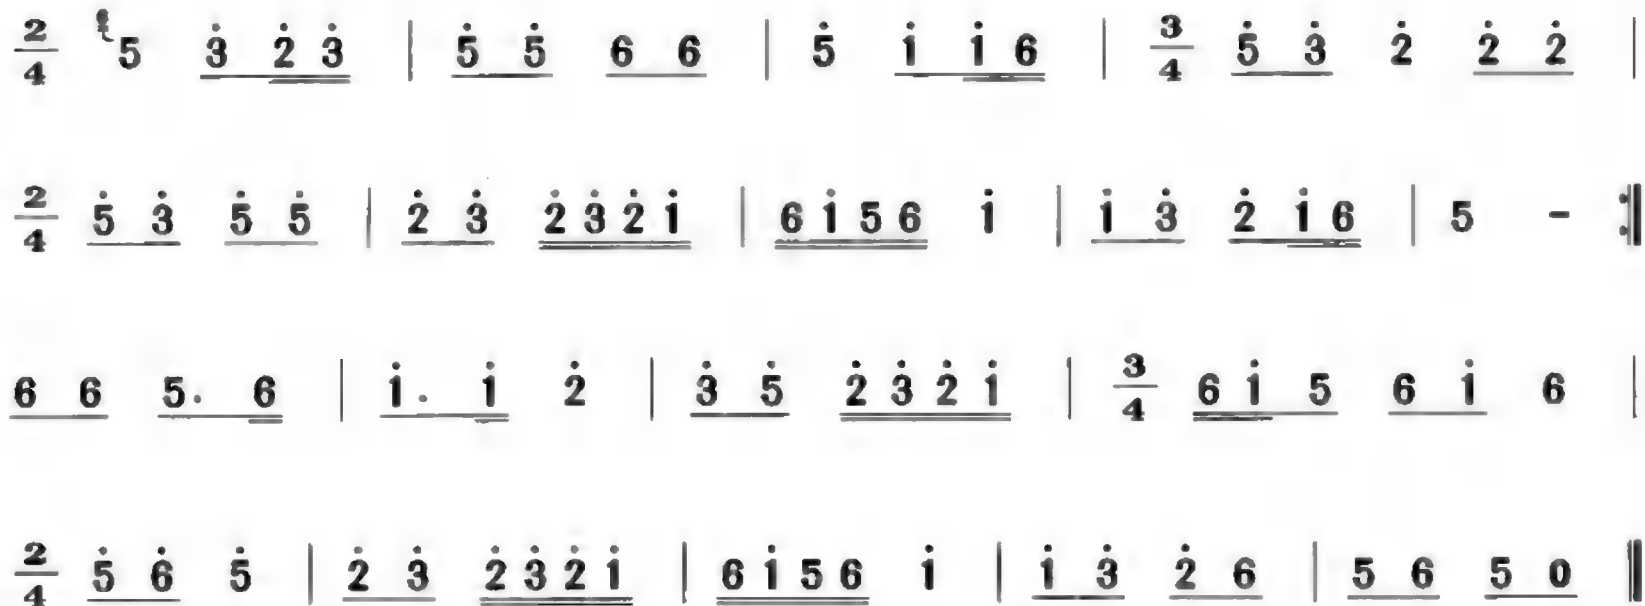 2/4 5 3̇ 2̇ 3̇ | 5̇ 5̇ 6 6 | 5̇ i̇ i̇ 6 | 3/4 5̇ 3̇ 2̇ 2̇ 2̇ |
2/4 5̇ 3̇ 5̇ 5̇ | 2̇ 3̇ 2̇ 3̇ 2̇ 1̇ | 6 1̇ 5 6 1̇ | 1̇ 3̇ 2̇ 1̇ 6 | 5 - :‖
6 6 5. 6 | 1̇. 1̇ 2̇ | 3̇ 5̇ 2̇ 3̇ 2̇ 1̇ | 3/4 6 1̇ 5 6 1̇ 6 |
2/4 5̇ 6̇ 5̇ | 2̇ 3̇ 2̇ 3̇ 2̇ 1̇ | 6 1̇ 5 6 1̇ | 1̇ 3̇ 2̇ 6 | 5 6 5 0 ‖